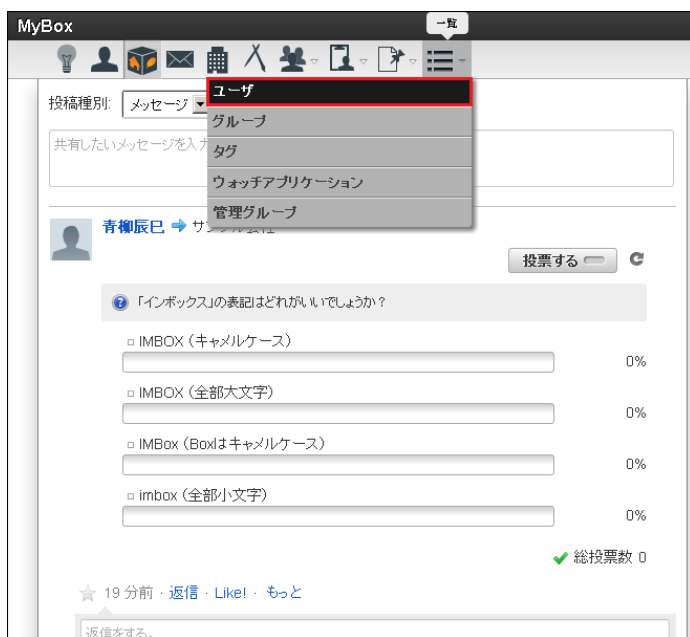 MyBox
一覧
投稿種別: メッセージ
ユーザ
グループ
タグ
ウォッチアプリケーション
管理グループ
共有したいメッセージを入力
青柳辰巳
投票する
「インボックス」の表記はどれがいいでしょうか？
IMBOX (キャメルケース)
0%
IMBOX (全部大文字)
0%
IMBox (Boxはキャメルケース)
0%
imbox (全部小文字)
0%
総投票数 0
19 分前 · 返信 · Like! · もっと
返信をする。